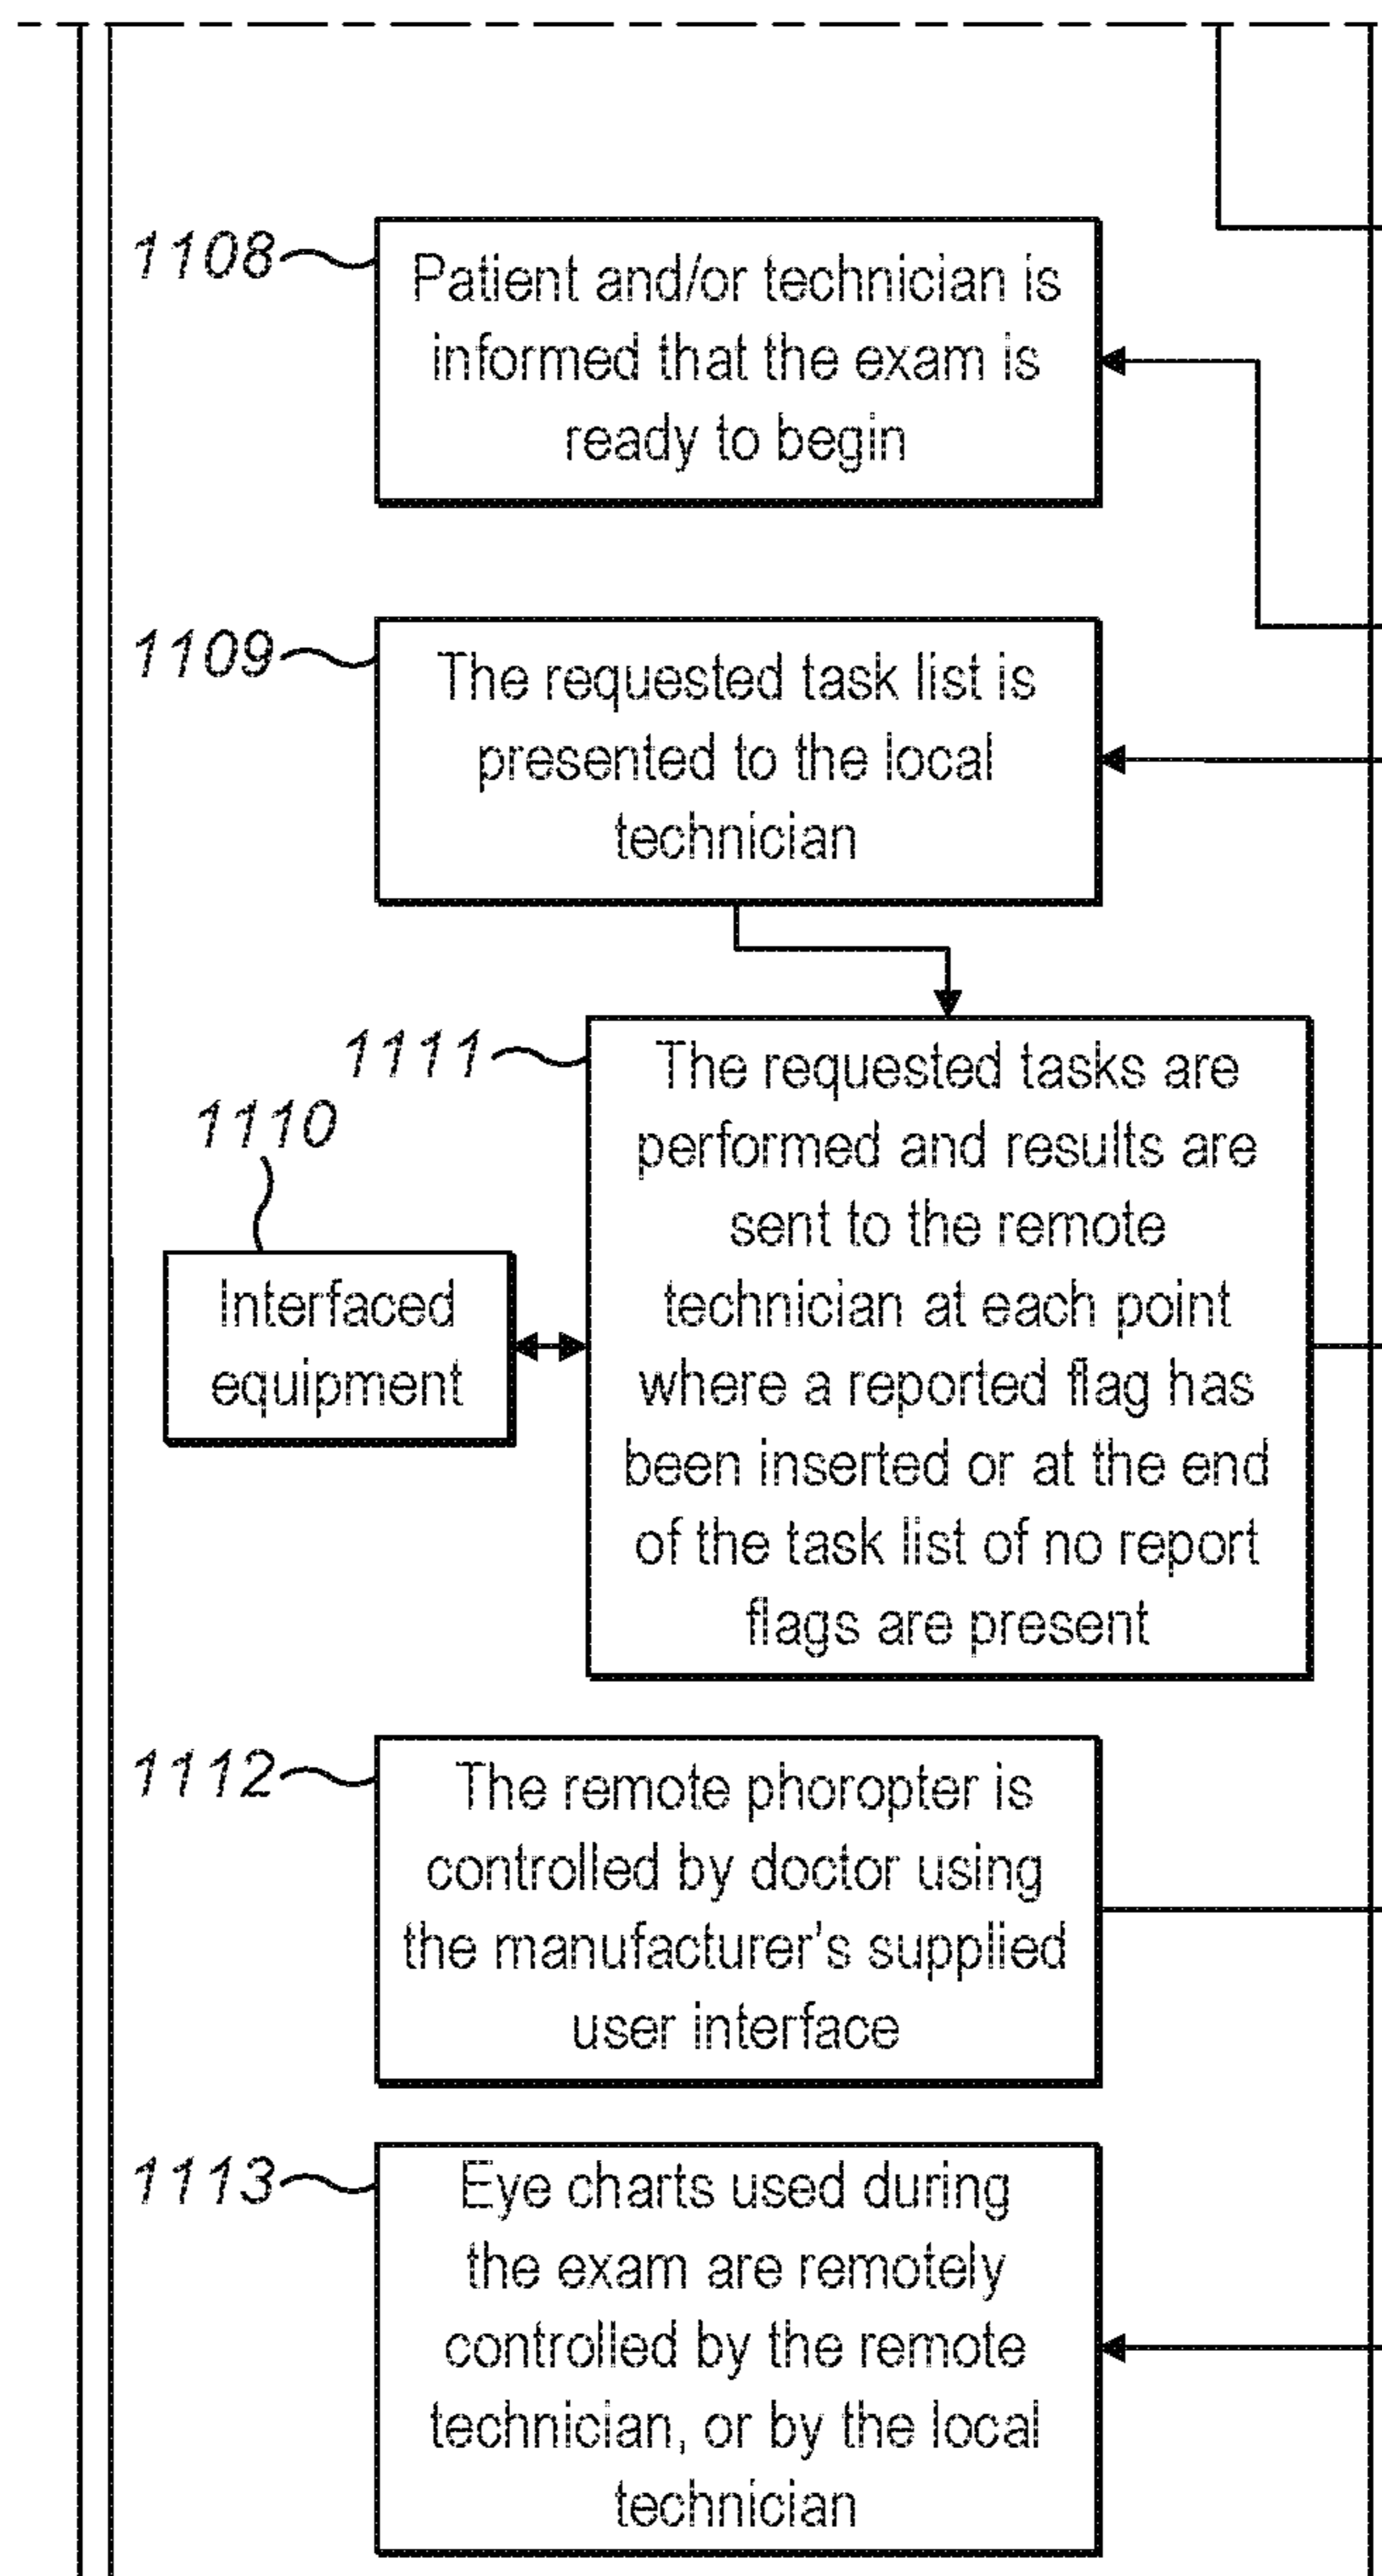 1108
Patient and/or technician is
informed that the exam is
ready to begin
1109
The requested task list is
presented to the local
technician
1111
The requested tasks are
performed and results are
sent to the remote
technician at each point
where a reported flag has
been inserted or at the end
of the task list of no report
flags are present
1110
Interfaced
equipment
1112
The remote phoropter is
controlled by doctor using
the manufacturer's supplied
user interface
1113
Eye charts used during
the exam are remotely
controlled by the remote
technician, or by the local
technician